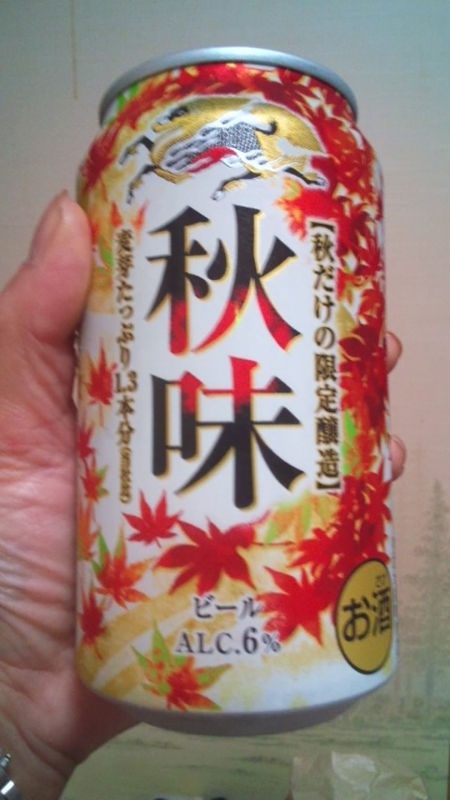 【秋だけの限定醸造】
秋味
麦芽たっぷり1.3本分
ビール
ALC.6%
お酒